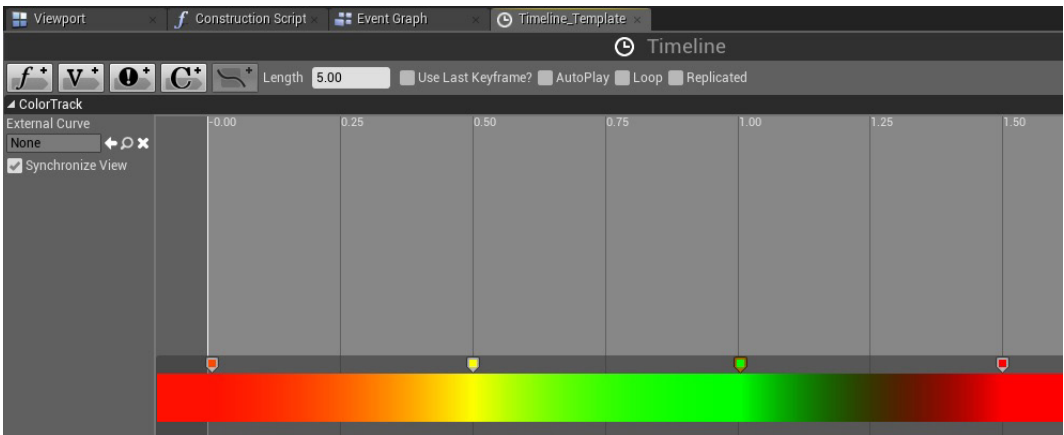 Viewport × f Construction Script × Event Graph × Timeline_Template ×
Timeline
f+ V+ !+ C+ + Length 5.00 Use Last Keyframe? AutoPlay Loop Replicated
ColorTrack
External Curve -0.00 0.25 0.50 0.75 1.00 1.25 1.50
None
Synchronize View